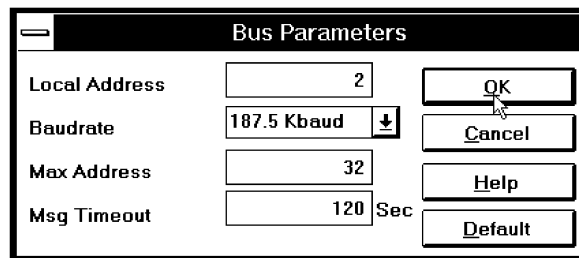 Bus Parameters
Local Address 2 OK
Baudrate 187.5 Kbaud Cancel
Max Address 32 Help
Msg Timeout 120 Sec Default